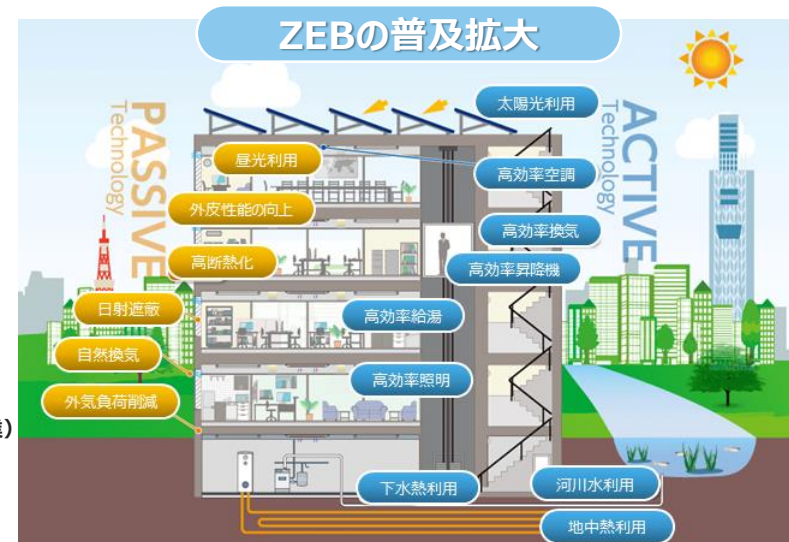 ZEBの普及拡大
PASSIVE
Technology
ACTIVE
Technology
太陽光利用
昼光利用
高効率空調
外皮性能の向上
高効率換気
高断熱化
高効率昇降機
日射遮蔽
高効率給湯
自然換気
高効率照明
外気負荷削減
)
下水熱利用
河川水利用
地中熱利用